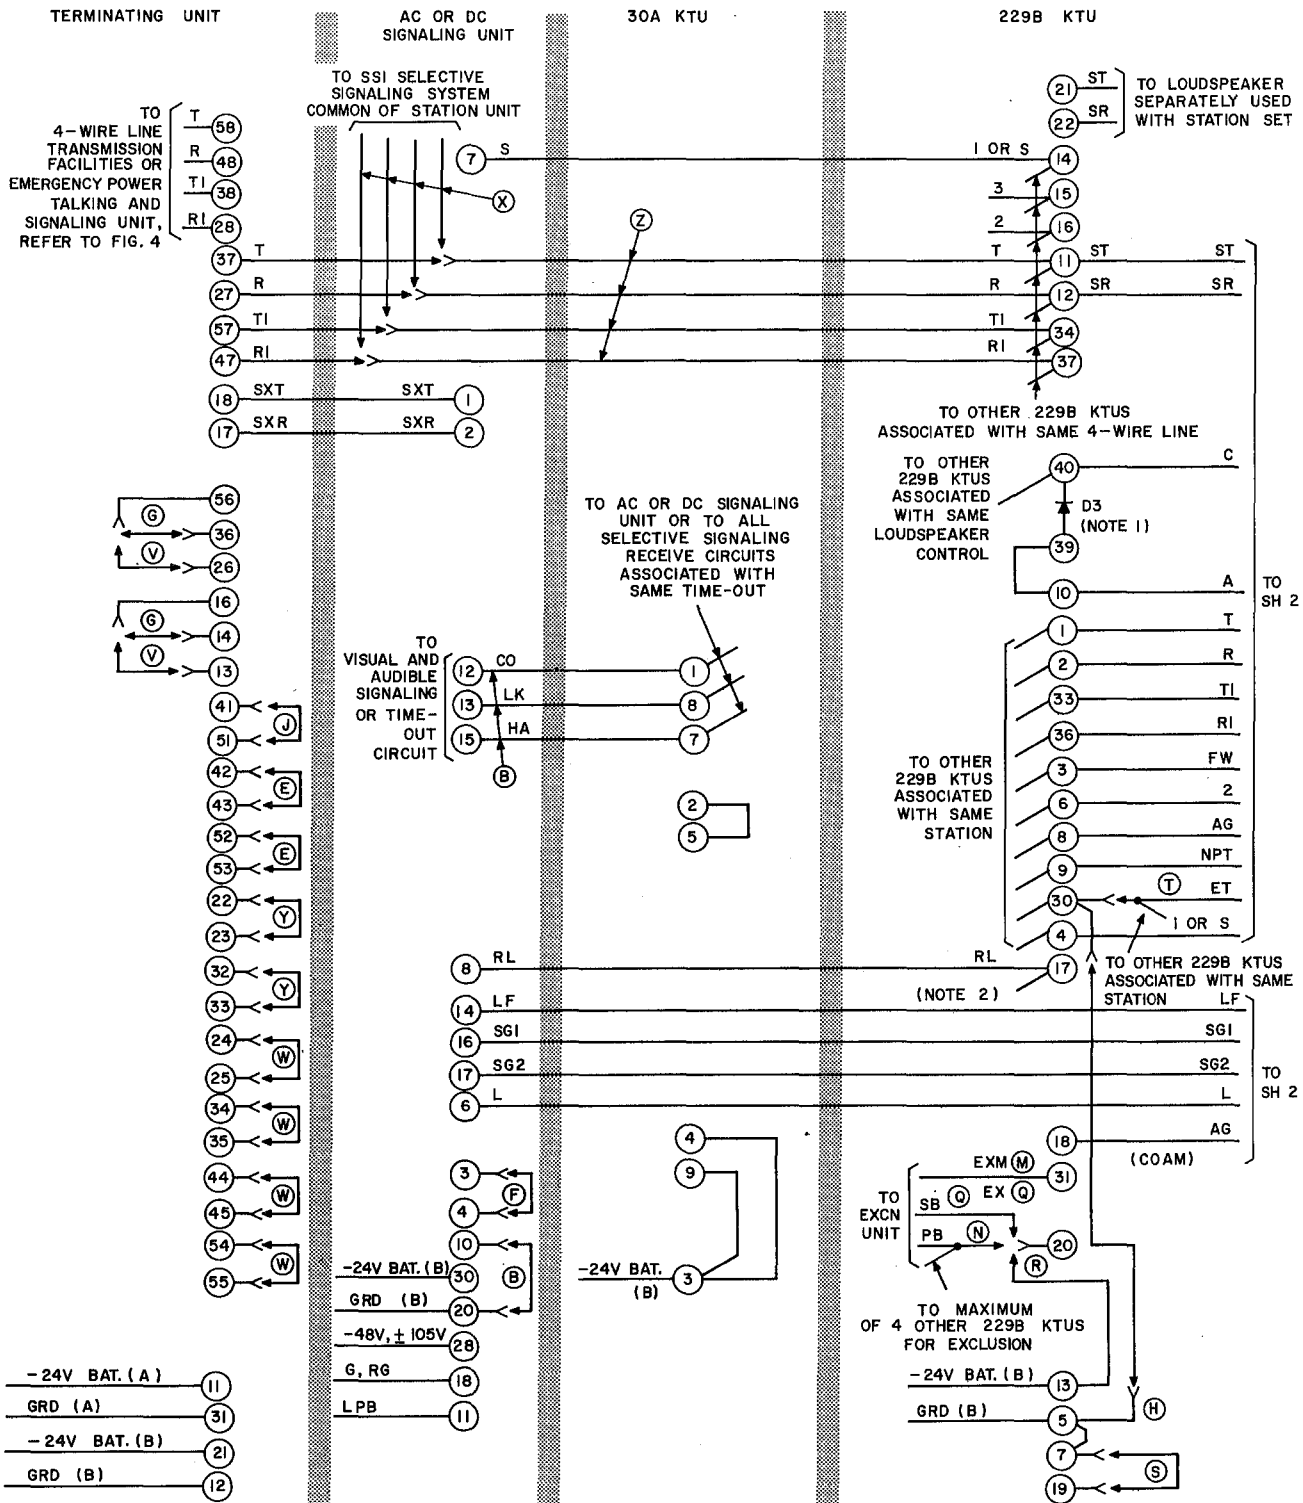 TERMINATING UNIT
AC OR DC
SIGNALING UNIT
30A KTU
229B KTU
TO SS1 SELECTIVE
SIGNALING SYSTEM
COMMON OF STATION UNIT
TO
4-WIRE LINE
TRANSMISSION
FACILITIES OR
EMERGENCY POWER
TALKING AND
SIGNALING UNIT,
REFER TO FIG. 4
T 58
R 48
T1 38
R1 28
37 T
27 R
57 T1
47 R1
18 SXT
17 SXR
56
G
36
V
26
16
G
14
V
13
41
J
51
42
E
43
52
E
53
22
Y
23
32
Y
33
24
W
25
34
W
35
44
W
45
54
W
55
-24V BAT. (A) 11
GRD (A) 31
-24V BAT. (B) 21
GRD (B) 12
7 S
X
SXT 1
SXR 2
TO
VISUAL AND
AUDIBLE
SIGNALING
OR TIME-
OUT
CIRCUIT
12 CO
13 LK
15 HA
B
8 RL
14 LF
16 SG1
17 SG2
6 L
3
F
4
10
B
-24V BAT. (B) 30
GRD (B) 20
-48V, ± 105V 28
G, RG 18
LPB 11
Z
TO AC OR DC SIGNALING
UNIT OR TO ALL
SELECTIVE SIGNALING
RECEIVE CIRCUITS
ASSOCIATED WITH
SAME TIME-OUT
1
8
7
2
5
4
9
-24V BAT.
(B)
3
21 ST
22 SR
TO LOUDSPEAKER
SEPARATELY USED
WITH STATION SET
1 OR S 14
3 15
2 16
T 11 ST ST
R 12 SR SR
T1 34
R1 37
TO OTHER 229B KTUS
ASSOCIATED WITH SAME 4-WIRE LINE
TO OTHER
229B KTUS
ASSOCIATED
WITH SAME
LOUDSPEAKER
CONTROL
40 C
D3
(NOTE 1)
39
10 A
TO
SH 2
1 T
2 R
33 T1
36 R1
3 FW
6 2
8 AG
9 NPT
30 T ET
4 1 OR S
TO OTHER
229B KTUS
ASSOCIATED
WITH SAME
STATION
RL 17
(NOTE 2)
TO OTHER 229B KTUS
ASSOCIATED WITH SAME
STATION
LF
SG1
SG2
L
18 AG
(COAM)
TO
SH 2
TO
EXCN
UNIT
EXM M 31
EX Q
SB Q
PB N 20
R
TO MAXIMUM
OF 4 OTHER 229B KTUS
FOR EXCLUSION
-24V BAT. (B) 13
GRD (B) 5
H
7
S
19